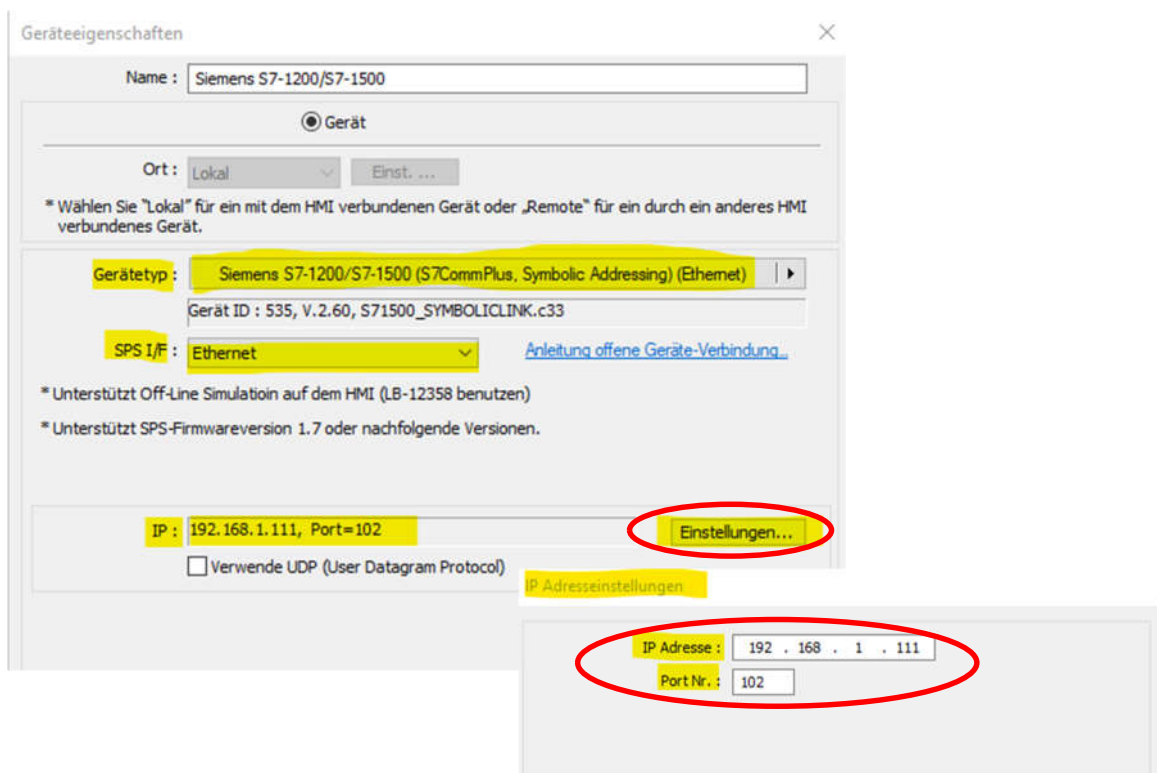 Geräteeigenschaften
Name : Siemens S7-1200/S7-1500
Gerät
Ort : Lokal Einst. ...
* Wählen Sie "Lokal" für ein mit dem HMI verbundenen Gerät oder „Remote“ für ein durch ein anderes HMI
verbundenes Gerät.
Gerätetyp : Siemens S7-1200/S7-1500 (S7CommPlus, Symbolic Addressing) (Ethernet)
Gerät ID : 535, V.2.60, S71500_SYMBOLICLINK.c33
SPS I/F : Ethernet Anleitung offene Geräte-Verbindung...
* Unterstützt Off-Line Simulatioin auf dem HMI (LB-12358 benutzen)
* Unterstützt SPS-Firmwareversion 1.7 oder nachfolgende Versionen.
IP : 192.168.1.111, Port=102 Einstellungen...
Verwende UDP (User Datagram Protocol)
IP Adresseinstellungen
IP Adresse : 192 . 168 . 1 . 111
Port Nr. : 102